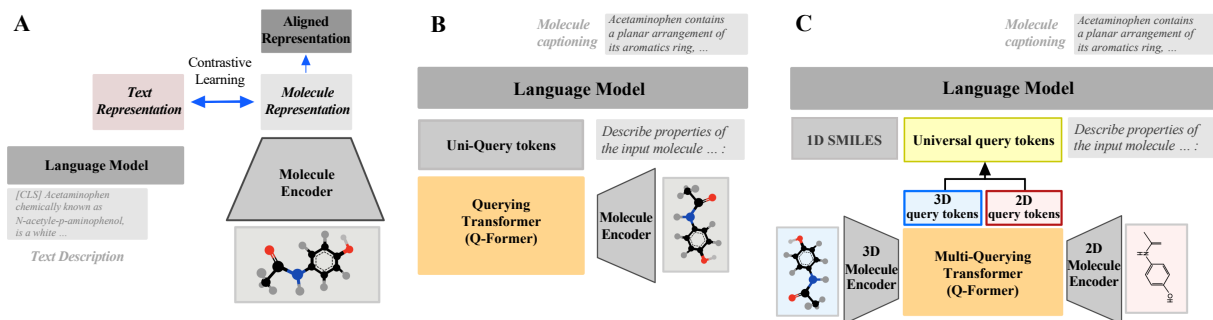 A
Aligned
Representation
Contrastive
Learning
Text
Representation
Molecule
Representation
Language Model
[CLS] Acetaminophen
chemically known as
N-acetyle-p-aminophenol,
is a white ...
Text Description
Molecule
Encoder
B
Molecule
captioning
Acetaminophen contains
a planar arrangement of
its aromatics ring, ...
Language Model
Uni-Query tokens
Describe properties of
the input molecule ... :
Querying
Transformer
(Q-Former)
Molecule
Encoder
C
Molecule
captioning
Acetaminophen contains
a planar arrangement of
its aromatics ring, ...
Language Model
1D SMILES
Universal query tokens
Describe properties of
the input molecule ... :
3D
query tokens
2D
query tokens
3D
Molecule
Encoder
Multi-Querying
Transformer
(Q-Former)
2D
Molecule
Encoder
OH